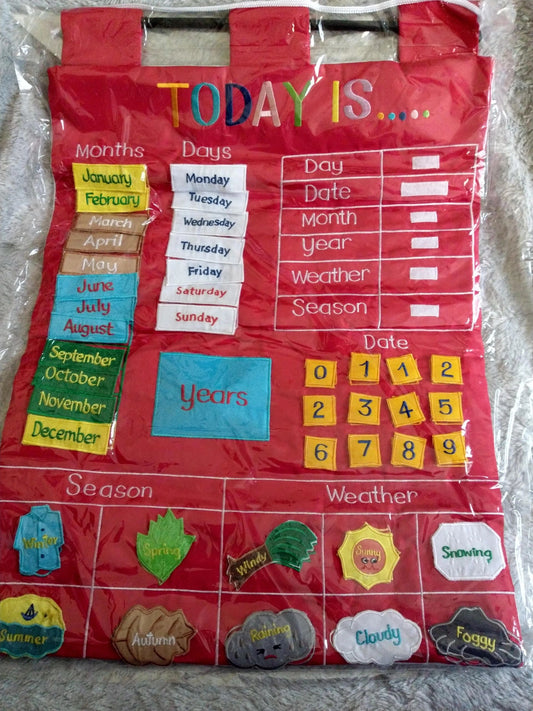 TODAY IS.....
Months
January
February
March
April
May
June
July
August
September
October
November
December
Days
Monday
Tuesday
Wednesday
Thursday
Friday
Saturday
Sunday
Day
Date
Month
Year
Weather
Season
Years
Date
0 1 1 2
2 3 4 5
6 7 8 9
Season
Winter
Spring
Summer
Autumn
Weather
Windy
Sunny
Snowing
Raining
Cloudy
Foggy